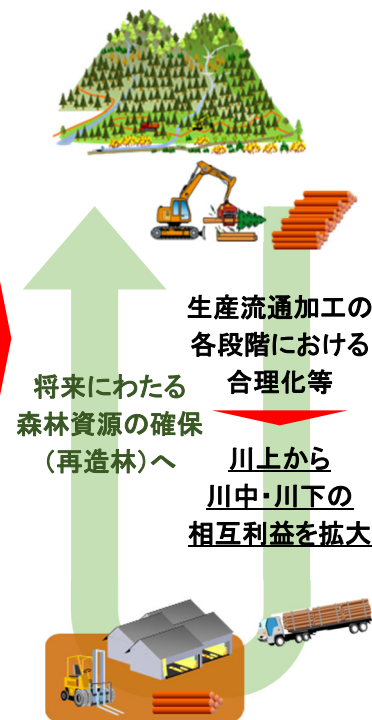 生産流通加工の
各段階における
合理化等
川上から
川中・川下の
相互利益を拡大
将来にわたる
森林資源の確保
（再造林）へ